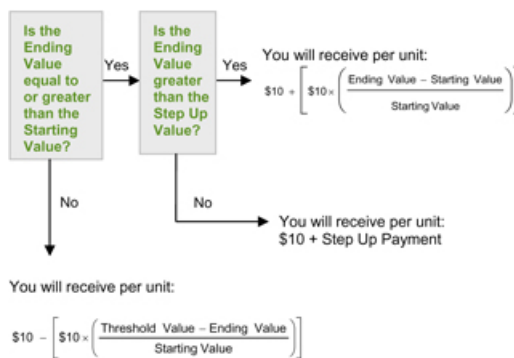 Is the
Ending
Value
equal to
or greater
than the
Starting
Value?
Yes
Is the
Ending
Value
greater
than the
Step Up
Value?
Yes
You will receive per unit:
$10 + [ $10 × ( Ending Value – Starting Value
Starting Value ) ]
No
No
You will receive per unit:
$10 + Step Up Payment
You will receive per unit:
$10 – [ $10 × ( Threshold Value – Ending Value
Starting Value ) ]